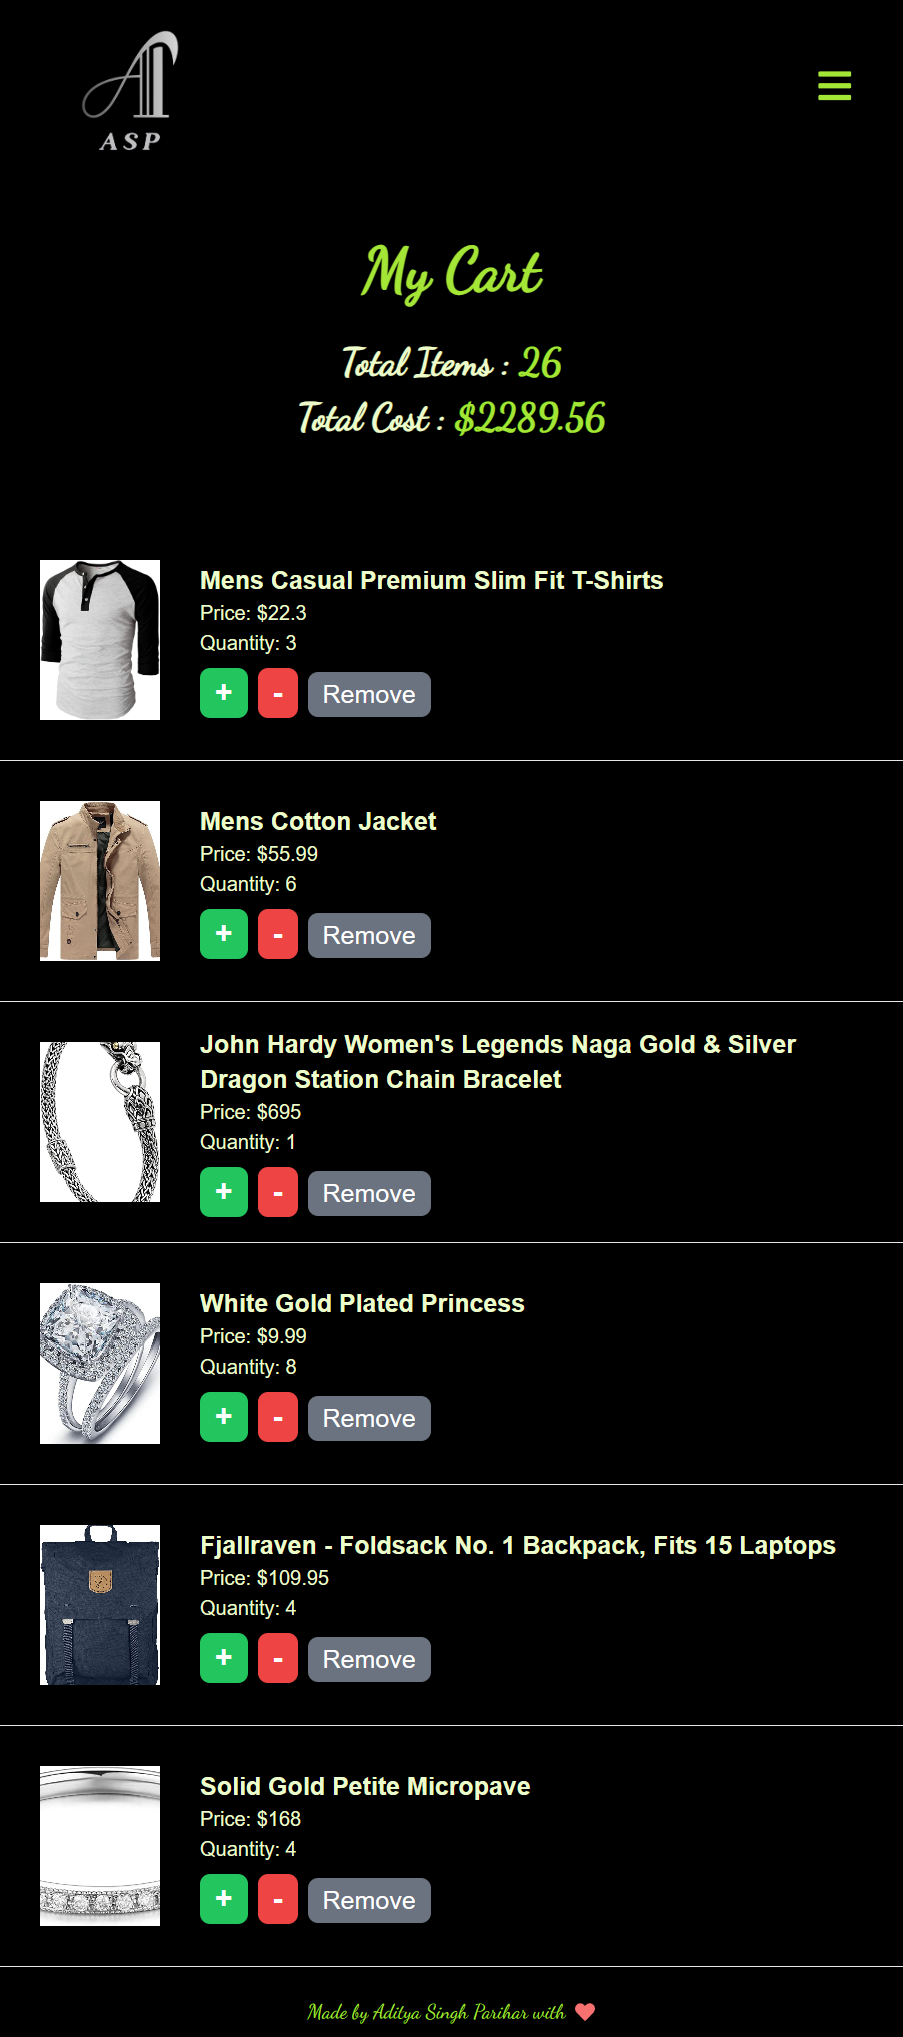 ASP
My Cart
Total Items : 26
Total Cost : $2289.56
Mens Casual Premium Slim Fit T-Shirts
Price: $22.3
Quantity: 3
+ - Remove
Mens Cotton Jacket
Price: $55.99
Quantity: 6
+ - Remove
John Hardy Women's Legends Naga Gold & Silver
Dragon Station Chain Bracelet
Price: $695
Quantity: 1
+ - Remove
White Gold Plated Princess
Price: $9.99
Quantity: 8
+ - Remove
Fjallraven - Foldsack No. 1 Backpack, Fits 15 Laptops
Price: $109.95
Quantity: 4
+ - Remove
Solid Gold Petite Micropave
Price: $168
Quantity: 4
+ - Remove
Made by Aditya Singh Parihar with